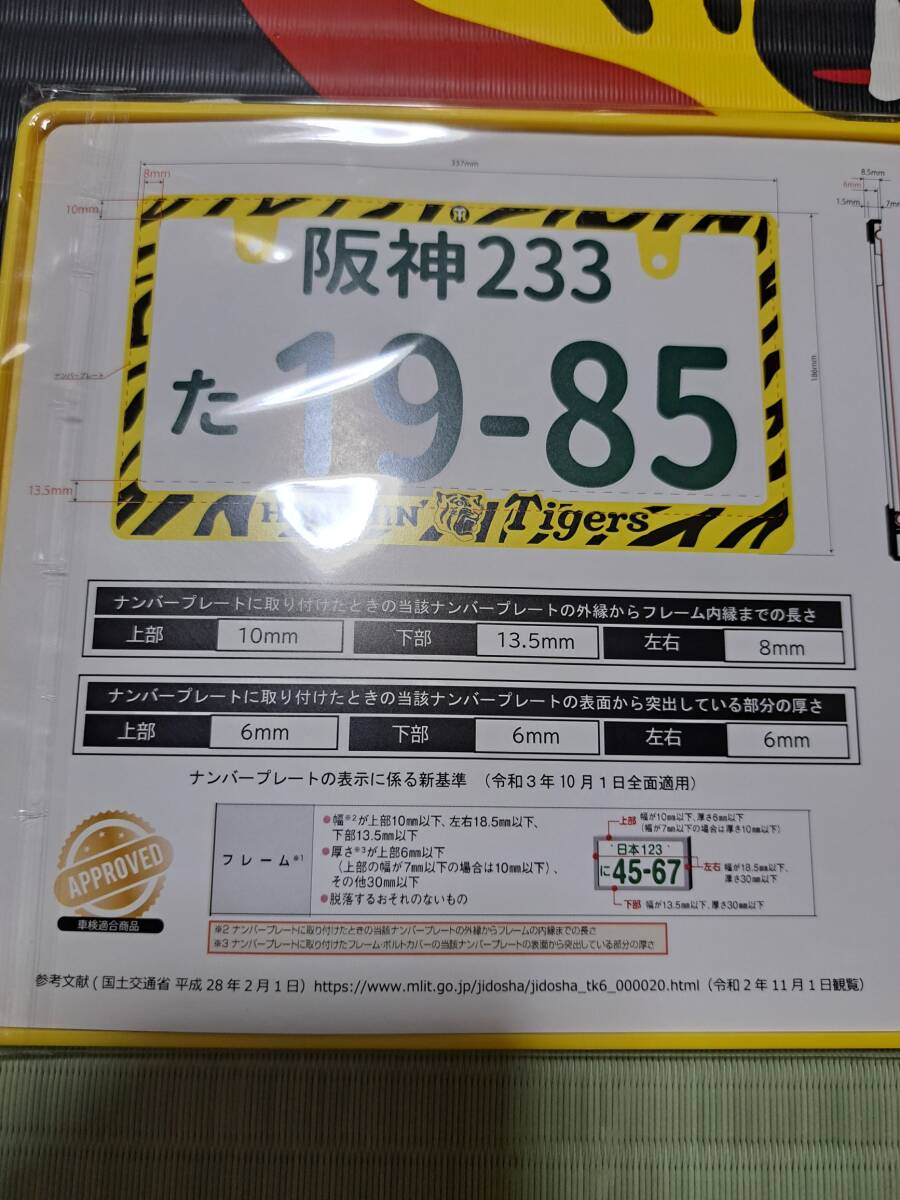 337mm
8mm
10mm
8.5mm
6mm
1.5mm
7mm
阪神233
た 19-85
ナンバープレート
186mm
13.5mm
HANSHIN Tigers
ナンバープレートに取り付けたときの当該ナンバープレートの外縁からフレーム内縁までの長さ
上部 10mm 下部 13.5mm 左右 8mm
ナンバープレートに取り付けたときの当該ナンバープレートの表面から突出している部分の厚さ
上部 6mm 下部 6mm 左右 6mm
ナンバープレートの表示に係る新基準 (令和3年10月1日全面適用)
APPROVED
車検適合商品
フレーム※1
●幅※2が上部10㎜以下、左右18.5㎜以下、
下部13.5㎜以下
●厚さ※3が上部6㎜以下
(上部の幅が7㎜以下の場合は10㎜以下)、
その他30㎜以下
●脱落するおそれのないもの
上部 幅が10㎜以下、厚さ6㎜以下
(幅が7㎜以下の場合は厚さ10㎜以下)
日本123
に 45-67
左右 幅が18.5㎜以下、
厚さ30㎜以下
下部 幅が13.5㎜以下、厚さ30㎜以下
※2 ナンバープレートに取り付けたときの当該ナンバープレートの外縁からフレームの内縁までの長さ
※3 ナンバープレートに取り付けたフレーム・ボルトカバーの当該ナンバープレートの表面から突出している部分の厚さ
参考文献(国土交通省 平成28年2月1日)https://www.mlit.go.jp/jidosha/jidosha_tk6_000020.html(令和2年11月1日観覧)